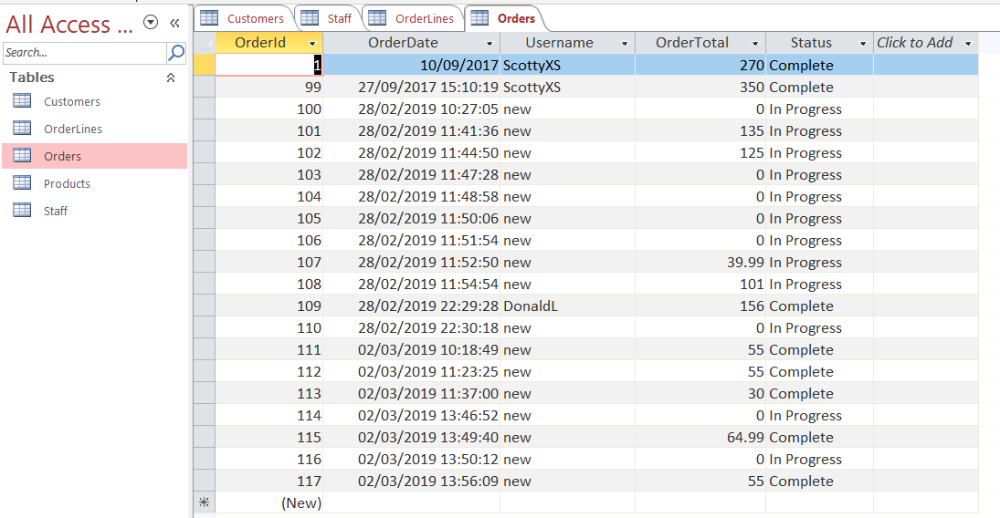 All Access ...
Search...
Tables
Customers
OrderLines
Orders
Products
Staff
Customers Staff OrderLines Orders
OrderId OrderDate Username OrderTotal Status Click to Add
1 10/09/2017 ScottyXS 270 Complete
99 27/09/2017 15:10:19 ScottyXS 350 Complete
100 28/02/2019 10:27:05 new 0 In Progress
101 28/02/2019 11:41:36 new 135 In Progress
102 28/02/2019 11:44:50 new 125 In Progress
103 28/02/2019 11:47:28 new 0 In Progress
104 28/02/2019 11:48:58 new 0 In Progress
105 28/02/2019 11:50:06 new 0 In Progress
106 28/02/2019 11:51:54 new 0 In Progress
107 28/02/2019 11:52:50 new 39.99 In Progress
108 28/02/2019 11:54:54 new 101 In Progress
109 28/02/2019 22:29:28 DonaldL 156 Complete
110 28/02/2019 22:30:18 new 0 In Progress
111 02/03/2019 10:18:49 new 55 Complete
112 02/03/2019 11:23:25 new 55 Complete
113 02/03/2019 11:37:00 new 30 Complete
114 02/03/2019 13:46:52 new 0 In Progress
115 02/03/2019 13:49:40 new 64.99 Complete
116 02/03/2019 13:50:12 new 0 In Progress
117 02/03/2019 13:56:09 new 55 Complete
(New)